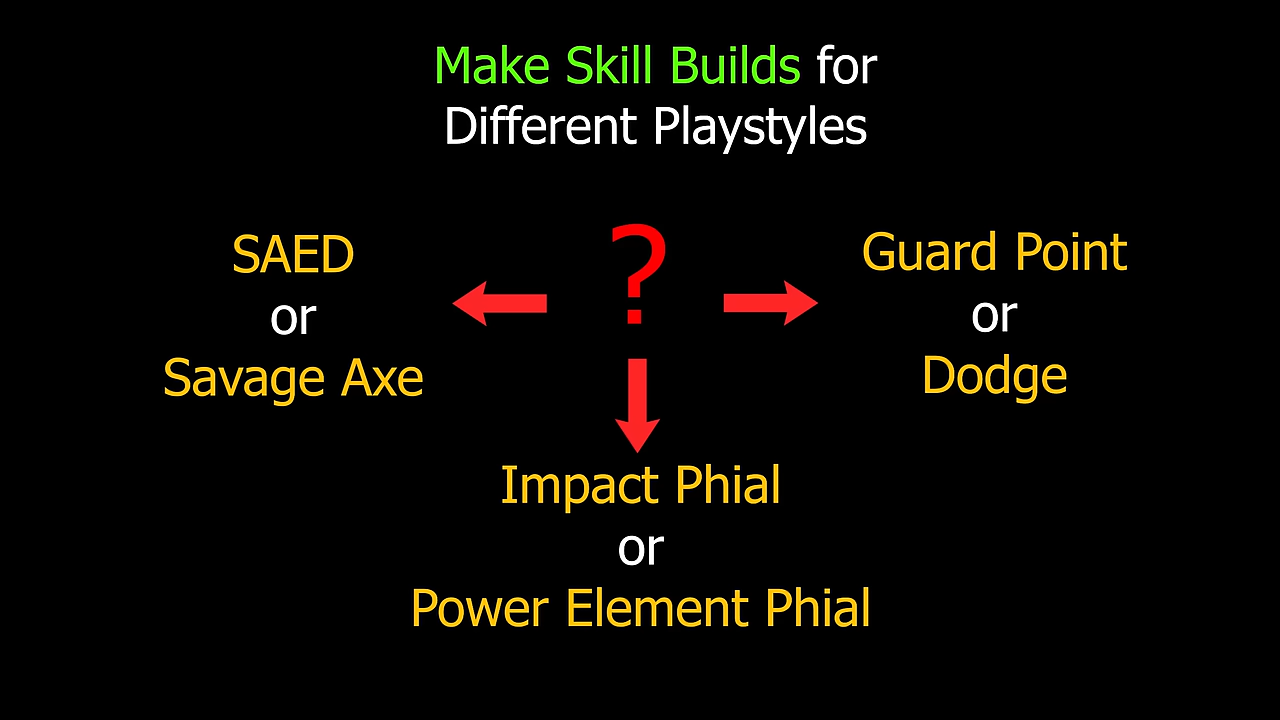 Make Skill Builds for
Different Playstyles
SAED
or
Savage Axe
?
Guard Point
or
Dodge
Impact Phial
or
Power Element Phial